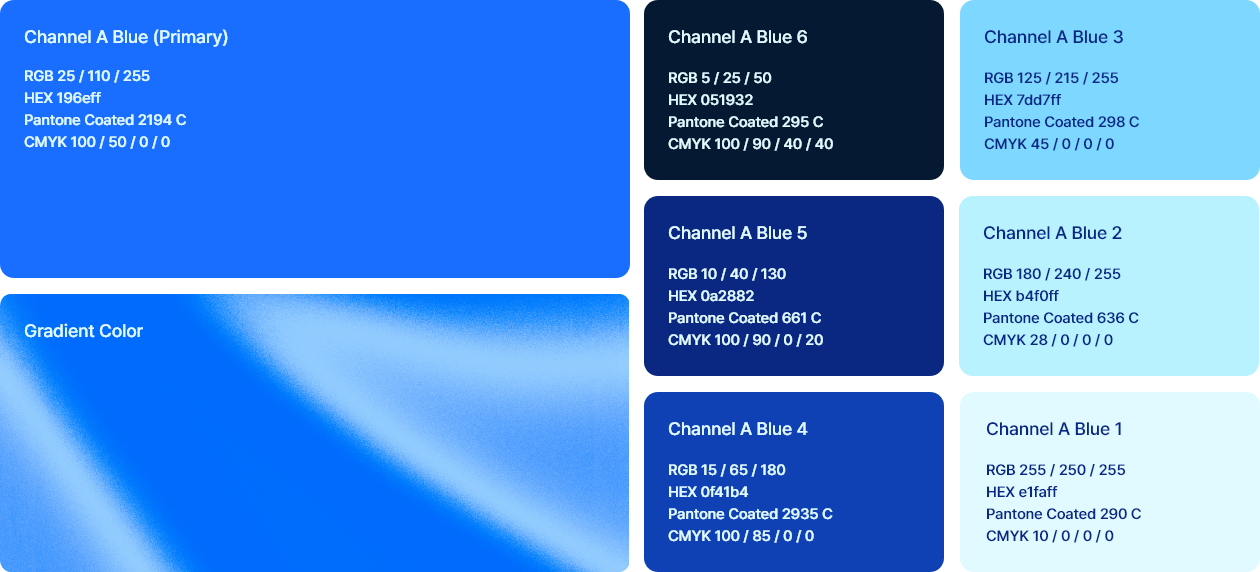 Channel A Blue (Primary)
RGB 25 / 110 / 255
HEX 196eff
Pantone Coated 2194 C
CMYK 100 / 50 / 0 / 0
Gradient Color
Channel A Blue 6
RGB 5 / 25 / 50
HEX 051932
Pantone Coated 295 C
CMYK 100 / 90 / 40 / 40
Channel A Blue 5
RGB 10 / 40 / 130
HEX 0a2882
Pantone Coated 661 C
CMYK 100 / 90 / 0 / 20
Channel A Blue 4
RGB 15 / 65 / 180
HEX 0f41b4
Pantone Coated 2935 C
CMYK 100 / 85 / 0 / 0
Channel A Blue 3
RGB 125 / 215 / 255
HEX 7dd7ff
Pantone Coated 298 C
CMYK 45 / 0 / 0 / 0
Channel A Blue 2
RGB 180 / 240 / 255
HEX b4f0ff
Pantone Coated 636 C
CMYK 28 / 0 / 0 / 0
Channel A Blue 1
RGB 255 / 250 / 255
HEX e1faff
Pantone Coated 290 C
CMYK 10 / 0 / 0 / 0